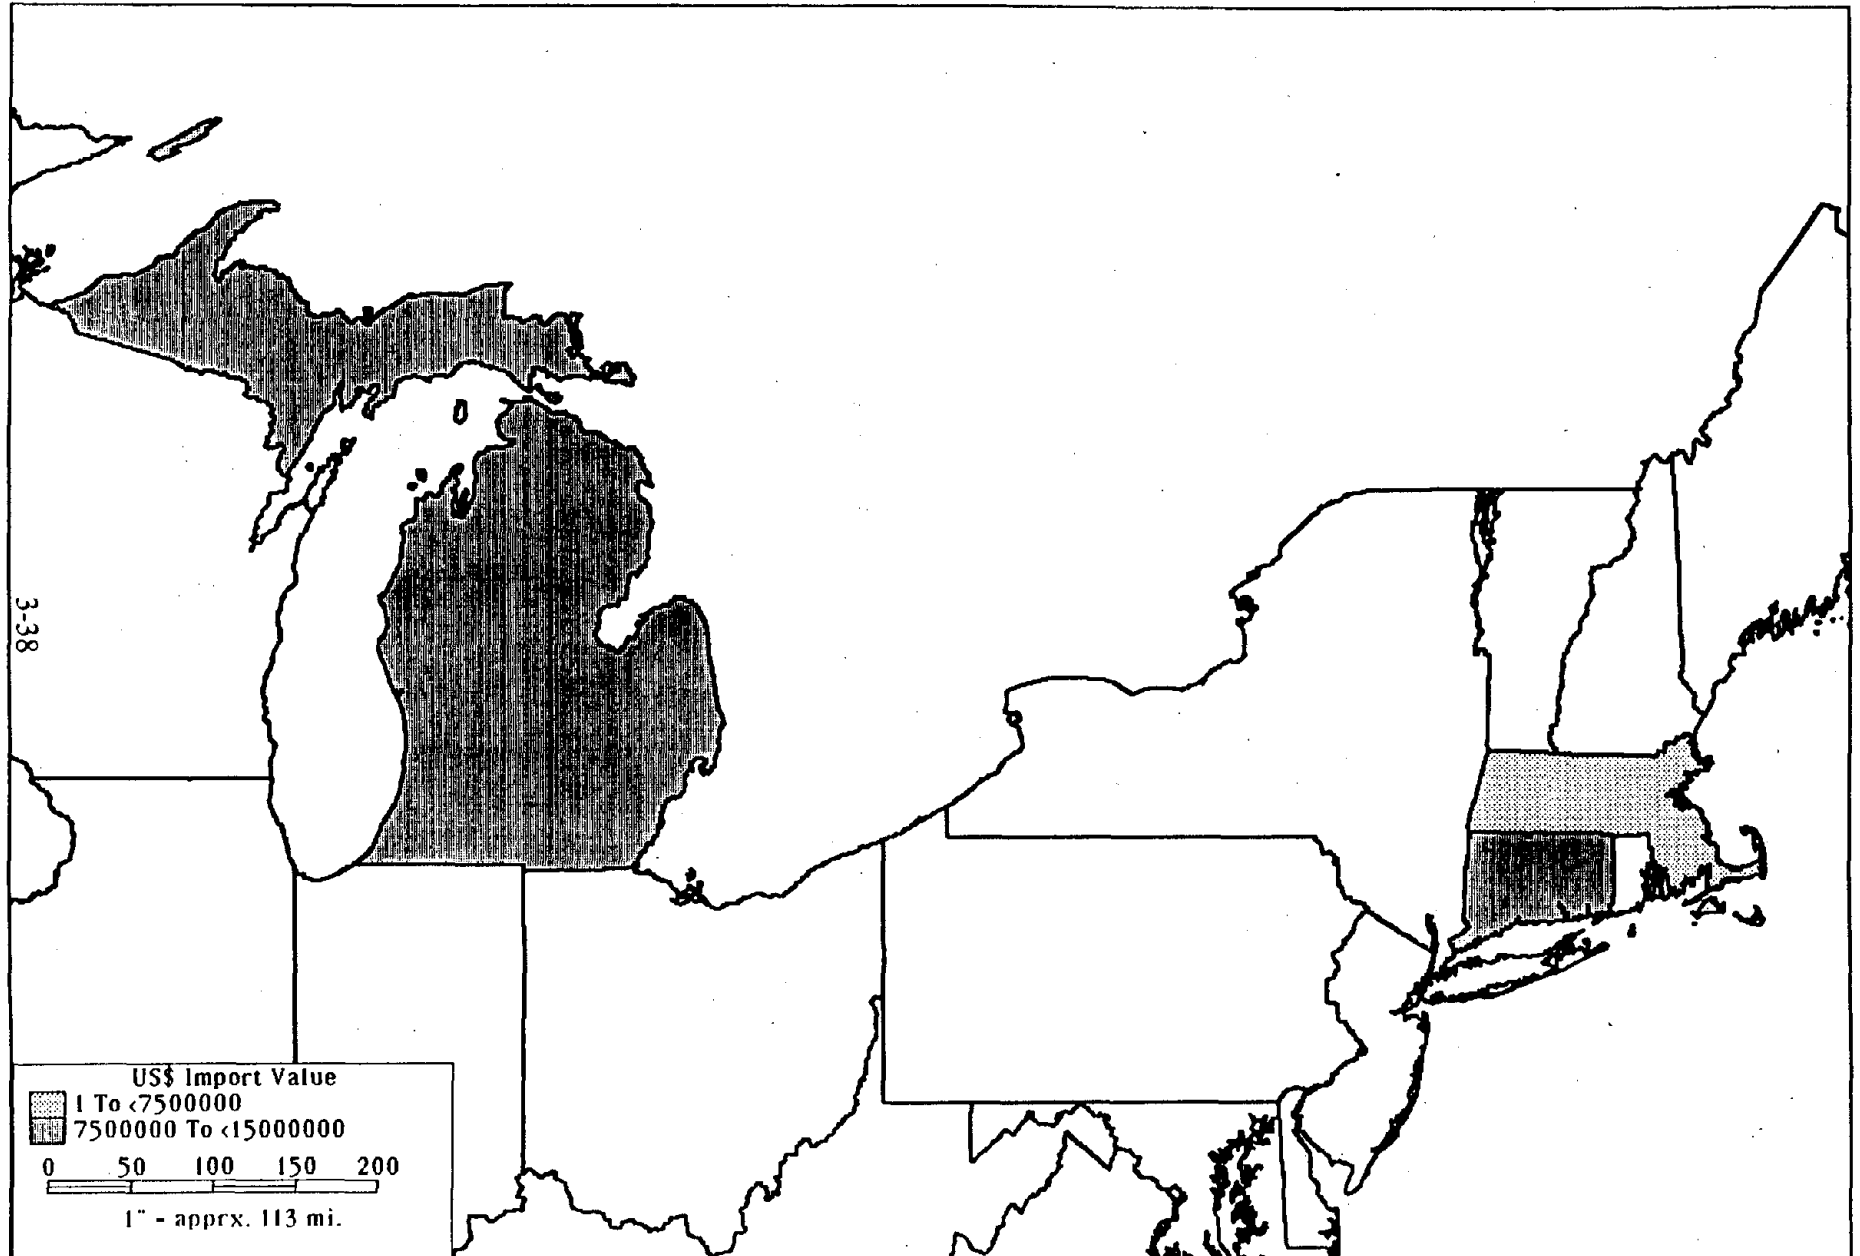 3-38
US$ Import Value
1 To <7500000
7500000 To <15000000
0 50 100 150 200
1" - apprx. 113 mi.